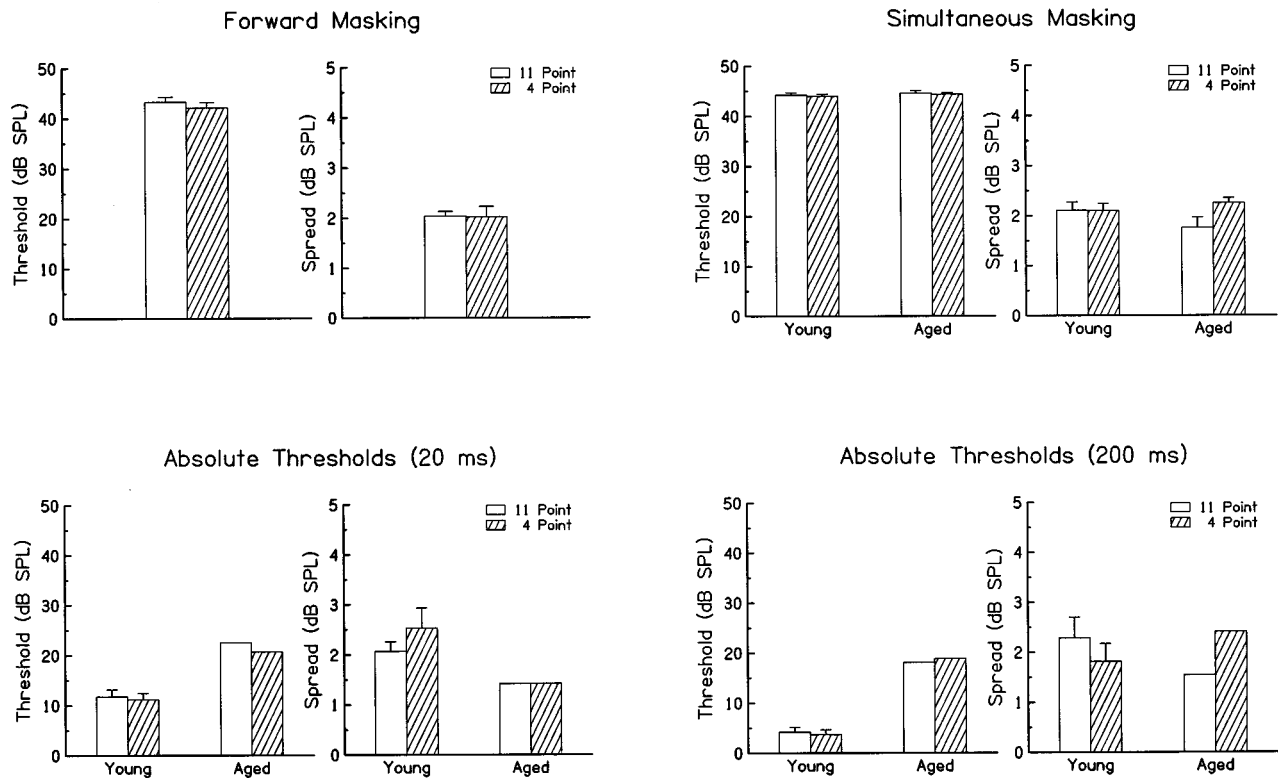 Forward Masking
Threshold (dB SPL)
50
40
30
20
10
0
Spread (dB SPL)
5
4
3
2
1
0
11 Point
4 Point
Simultaneous Masking
Threshold (dB SPL)
50
40
30
20
10
0
Young Aged
Spread (dB SPL)
5
4
3
2
1
0
11 Point
4 Point
Young Aged
Absolute Thresholds (20 ms)
Threshold (dB SPL)
50
40
30
20
10
0
Young Aged
Spread (dB SPL)
5
4
3
2
1
0
11 Point
4 Point
Young Aged
Absolute Thresholds (200 ms)
Threshold (dB SPL)
50
40
30
20
10
0
Young Aged
Spread (dB SPL)
5
4
3
2
1
0
11 Point
4 Point
Young Aged